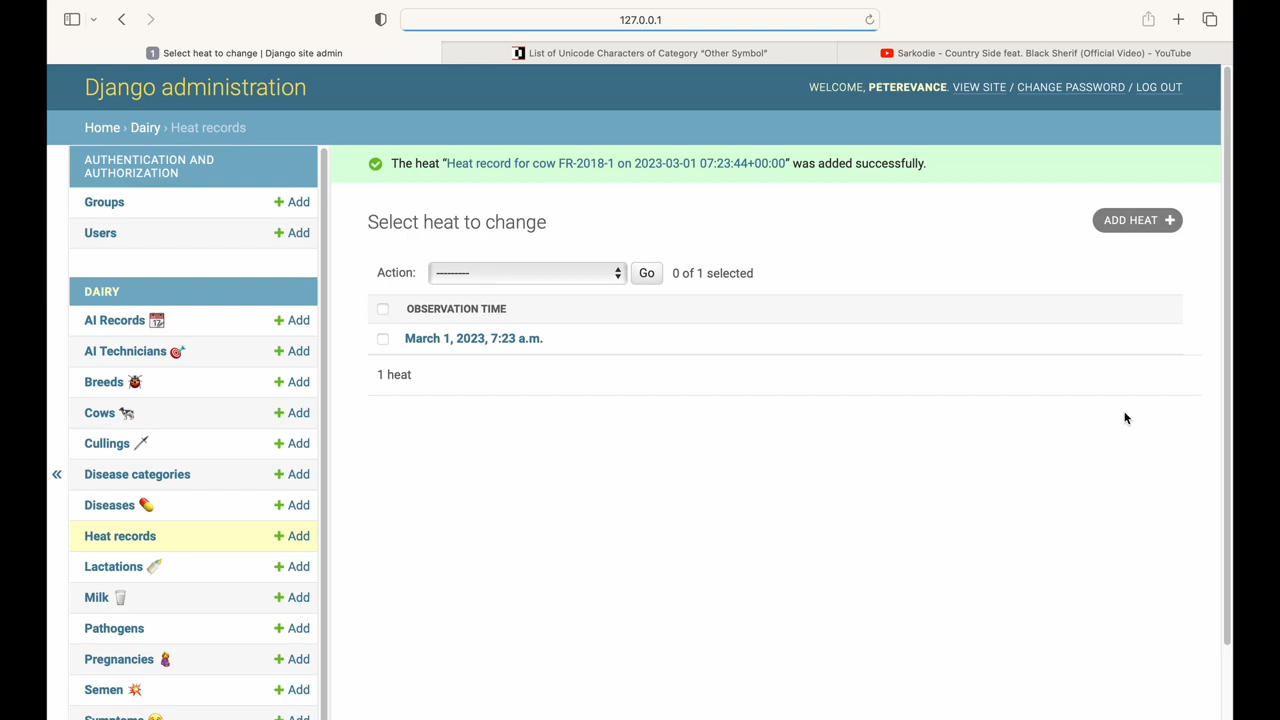 127.0.0.1
1 Select heat to change | Django site admin
List of Unicode Characters of Category “Other Symbol”
Sarkodie - Country Side feat. Black Sherif (Official Video) - YouTube
Django administration
WELCOME, PETEREVANCE. VIEW SITE / CHANGE PASSWORD / LOG OUT
Home › Dairy › Heat records
AUTHENTICATION AND
AUTHORIZATION
Groups + Add
Users + Add
DAIRY
AI Records + Add
AI Technicians + Add
Breeds + Add
Cows + Add
Cullings + Add
« Disease categories + Add
Diseases + Add
Heat records + Add
Lactations + Add
Milk + Add
Pathogens + Add
Pregnancies + Add
Semen + Add
Symptoms + Add
The heat “Heat record for cow FR-2018-1 on 2023-03-01 07:23:44+00:00” was added successfully.
Select heat to change
ADD HEAT +
Action: --------- Go 0 of 1 selected
OBSERVATION TIME
March 1, 2023, 7:23 a.m.
1 heat